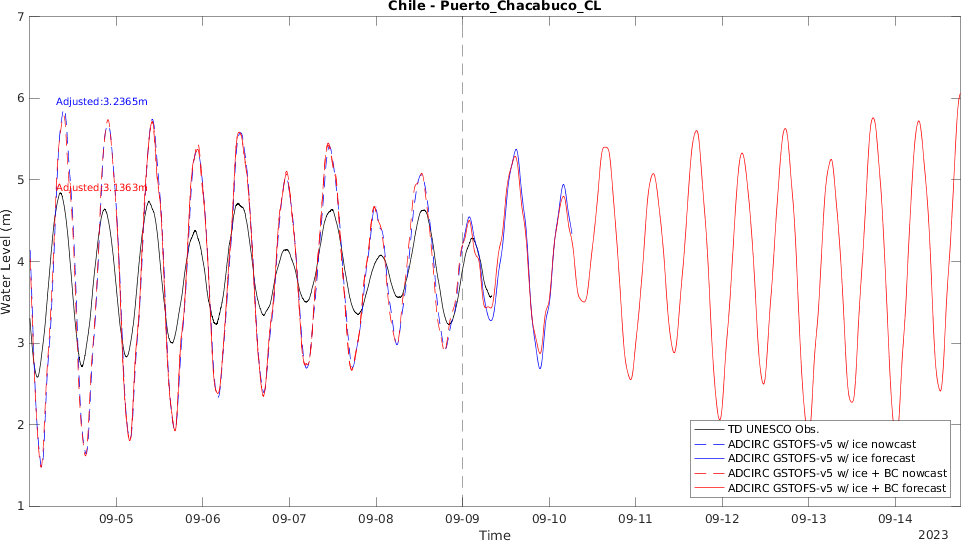 Chile - Puerto_Chacabuco_CL
7
6
5
4
3
2
1
Water Level (m)
Adjusted:3.2365m
Adjusted:3.1363m
TD UNESCO Obs.
ADCIRC GSTOFS-v5 w/ ice nowcast
ADCIRC GSTOFS-v5 w/ ice forecast
ADCIRC GSTOFS-v5 w/ ice + BC nowcast
ADCIRC GSTOFS-v5 w/ ice + BC forecast
09-05 09-06 09-07 09-08 09-09 09-10 09-11 09-12 09-13 09-14
Time
2023